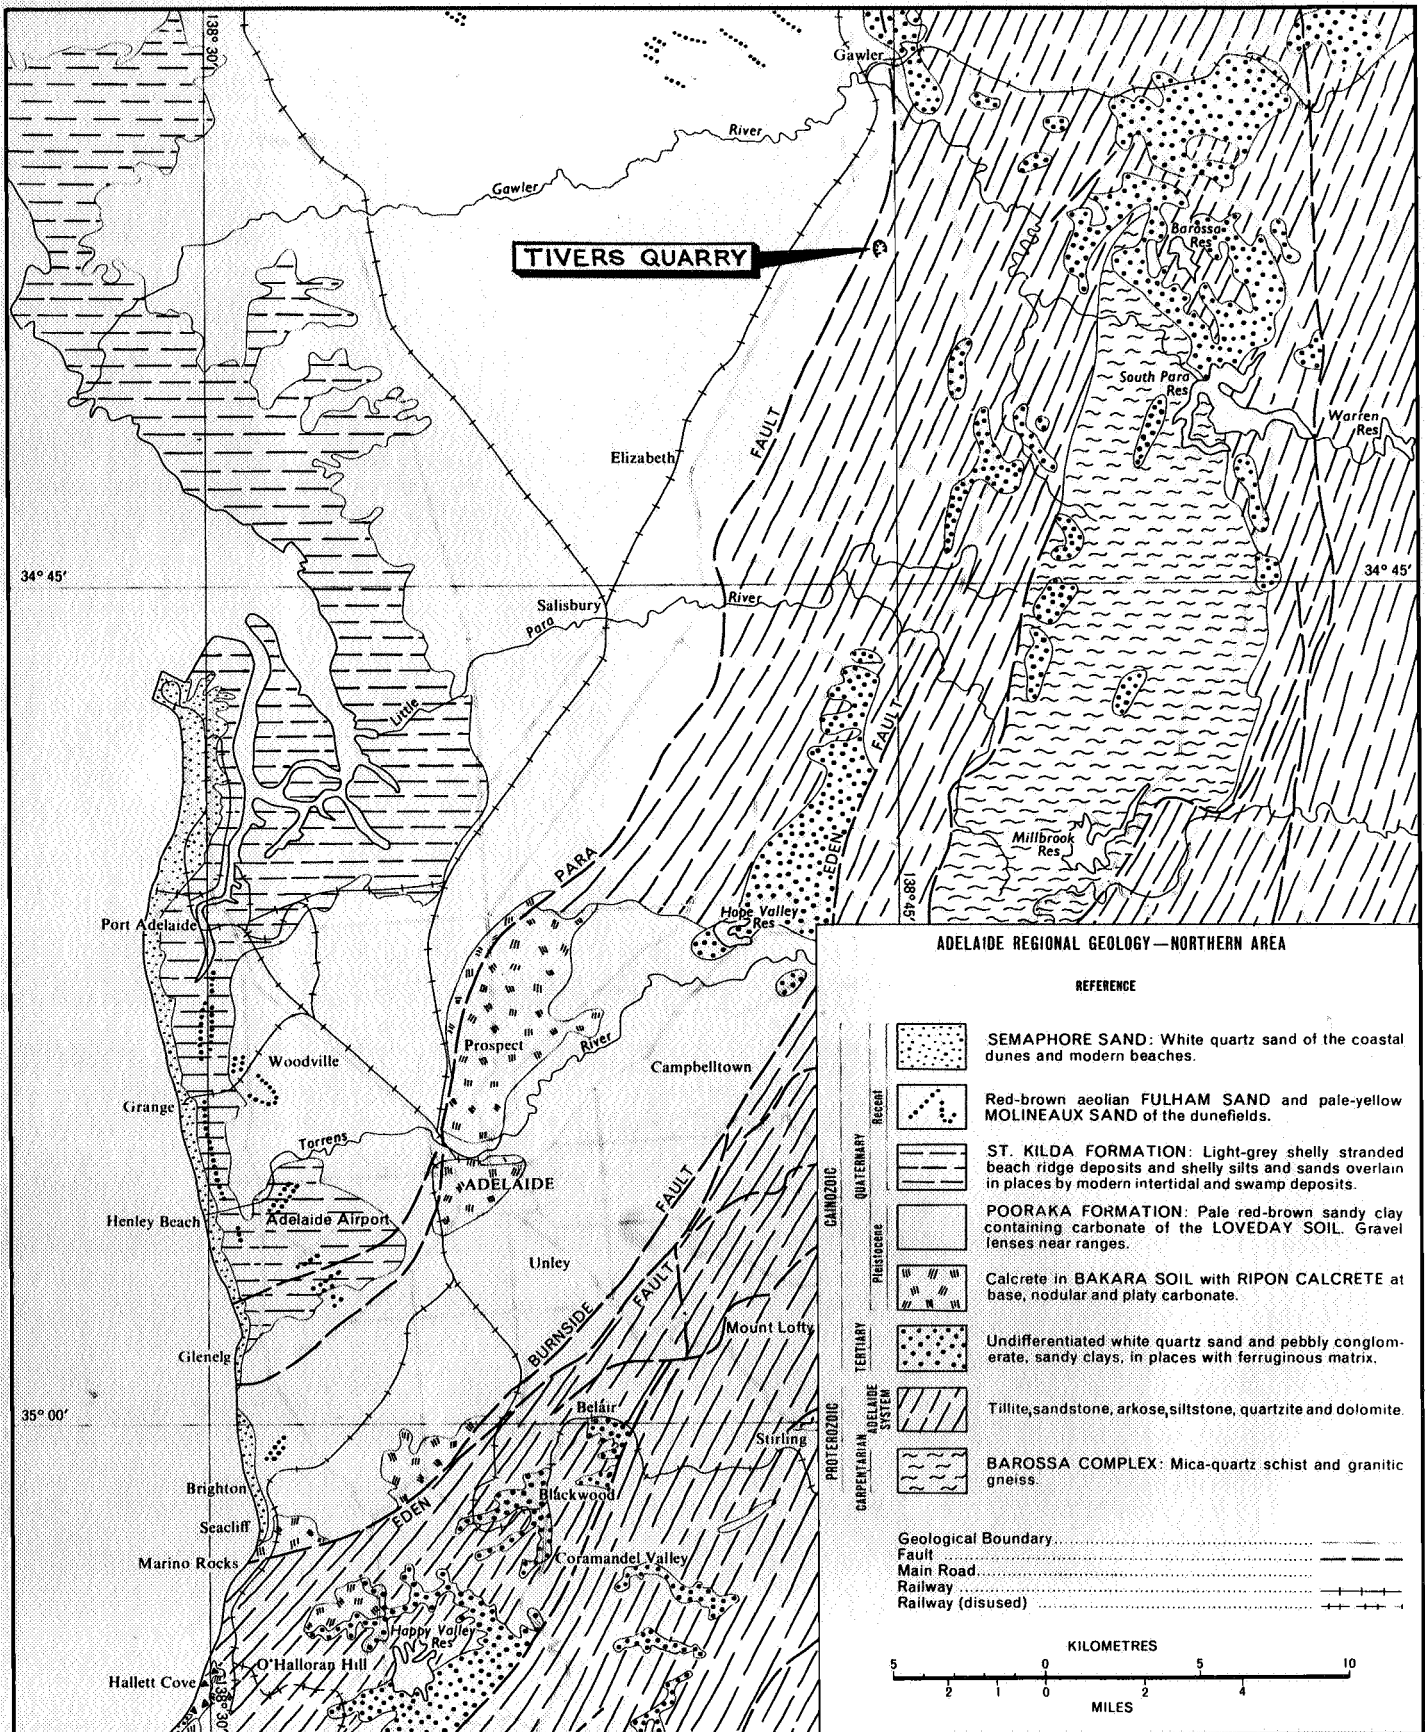 138° 30'
Gawler
River
Gawler
TIVERS QUARRY
Barossa
Res
South Para
Res
Warren
Res
FAULT
Elizabeth
34° 45'
34° 45'
Salisbury
River
Para
Little
FAULT
EDEN
Millbrook
Res
PARA
138° 45'
Hope Valley
Res
Port Adelaide
Prospect
River
Woodville
Campbelltown
Grange
Torrens
ADELAIDE
FAULT
Henley Beach
Adelaide Airport
Unley
FAULT
BURNSIDE
Mount Lofty
Glenelg
35° 00'
Belair
Stirling
Brighton
Blackwood
EDEN
Seacliff
Marino Rocks
Coramandel Valley
Happy Valley
Res
O'Halloran Hill
Hallett Cove
138° 30'
ADELAIDE REGIONAL GEOLOGY—NORTHERN AREA
REFERENCE
CAINOZOIC
QUATERNARY
Recent
Pleistocene
TERTIARY
PROTEROZOIC
ADELAIDE
SYSTEM
CARPENTARIAN
SEMAPHORE SAND: White quartz sand of the coastal
dunes and modern beaches.
Red-brown aeolian FULHAM SAND and pale-yellow
MOLINEAUX SAND of the dunefields.
ST. KILDA FORMATION: Light-grey shelly stranded
beach ridge deposits and shelly silts and sands overlain
in places by modern intertidal and swamp deposits.
POORAKA FORMATION: Pale red-brown sandy clay
containing carbonate of the LOVEDAY SOIL. Gravel
lenses near ranges.
Calcrete in BAKARA SOIL with RIPON CALCRETE at
base, nodular and platy carbonate.
Undifferentiated white quartz sand and pebbly conglom-
erate, sandy clays, in places with ferruginous matrix.
Tillite, sandstone, arkose, siltstone, quartzite and dolomite.
BAROSSA COMPLEX: Mica-quartz schist and granitic
gneiss.
Geological Boundary
Fault
Main Road
Railway
Railway (disused)
KILOMETRES
5 0 5 10
2 1 0 2 4
MILES